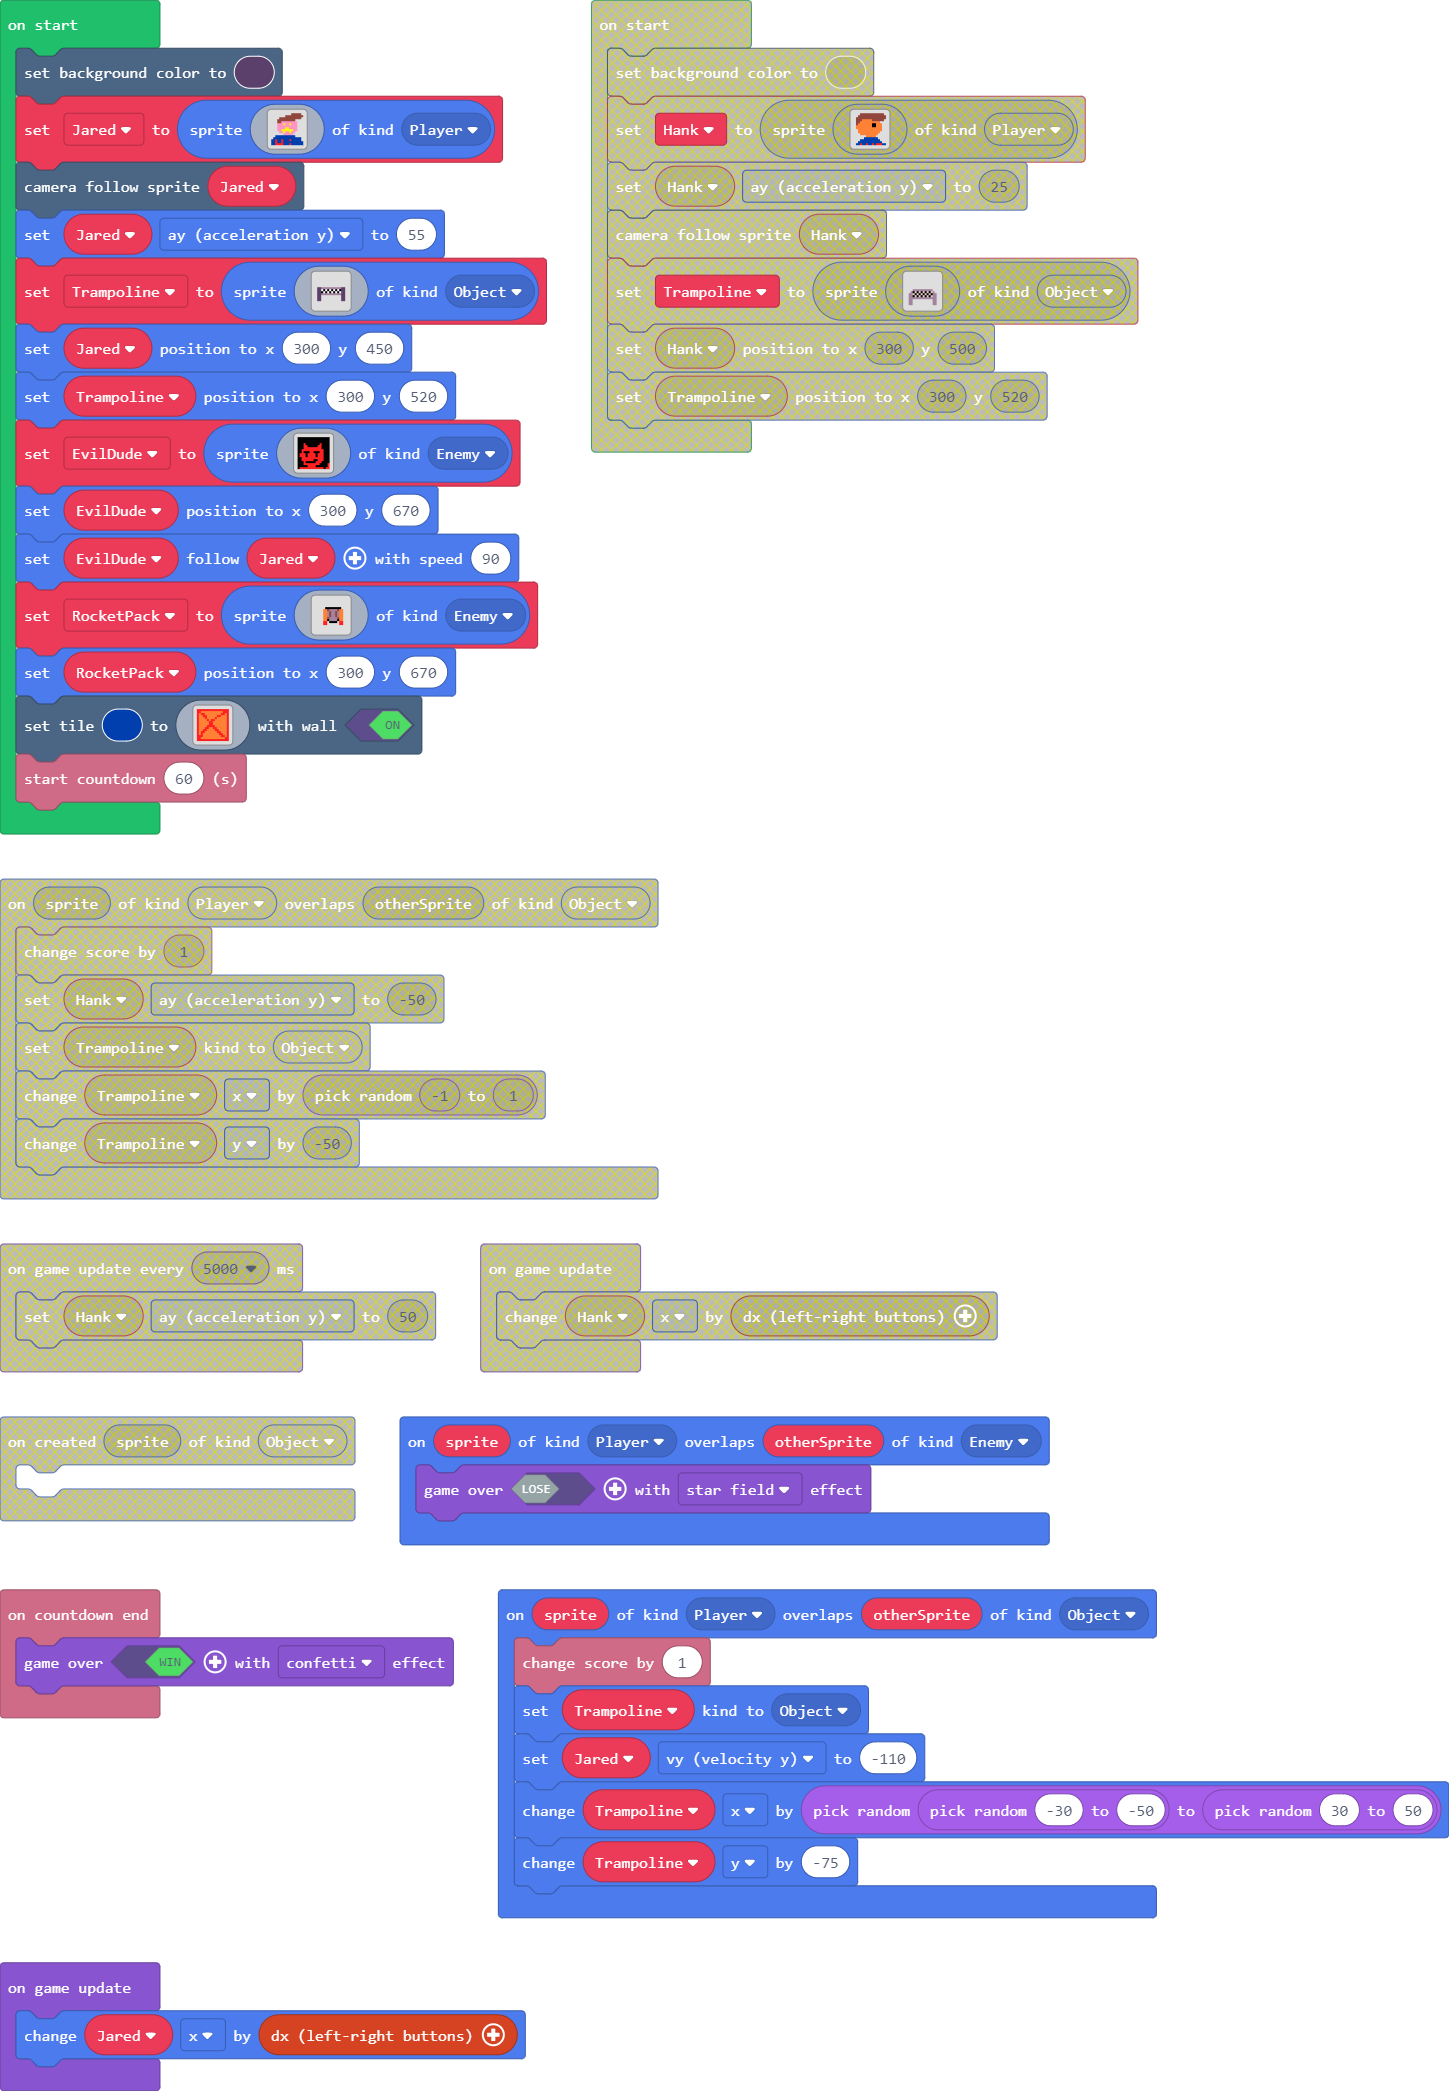 on start
set background color to
set Jared to sprite of kind Player
camera follow sprite Jared
set Jared ay (acceleration y) to 55
set Trampoline to sprite of kind Object
set Jared position to x 300 y 450
set Trampoline position to x 300 y 520
set EvilDude to sprite of kind Enemy
set EvilDude position to x 300 y 670
set EvilDude follow Jared with speed 90
set RocketPack to sprite of kind Enemy
set RocketPack position to x 300 y 670
set tile to with wall ON
start countdown 60 (s)
on start
set background color to
set Hank to sprite of kind Player
set Hank ay (acceleration y) to 25
camera follow sprite Hank
set Trampoline to sprite of kind Object
set Hank position to x 300 y 500
set Trampoline position to x 300 y 520
on sprite of kind Player overlaps otherSprite of kind Object
change score by 1
set Hank ay (acceleration y) to -50
set Trampoline kind to Object
change Trampoline x by pick random -1 to 1
change Trampoline y by -50
on game update every 5000 ms
set Hank ay (acceleration y) to 50
on game update
change Hank x by dx (left-right buttons)
on created sprite of kind Object
on sprite of kind Player overlaps otherSprite of kind Enemy
game over LOSE with star field effect
on countdown end
game over WIN with confetti effect
on sprite of kind Player overlaps otherSprite of kind Object
change score by 1
set Trampoline kind to Object
set Jared vy (velocity y) to -110
change Trampoline x by pick random pick random -30 to -50 to pick random 30 to 50
change Trampoline y by -75
on game update
change Jared x by dx (left-right buttons)